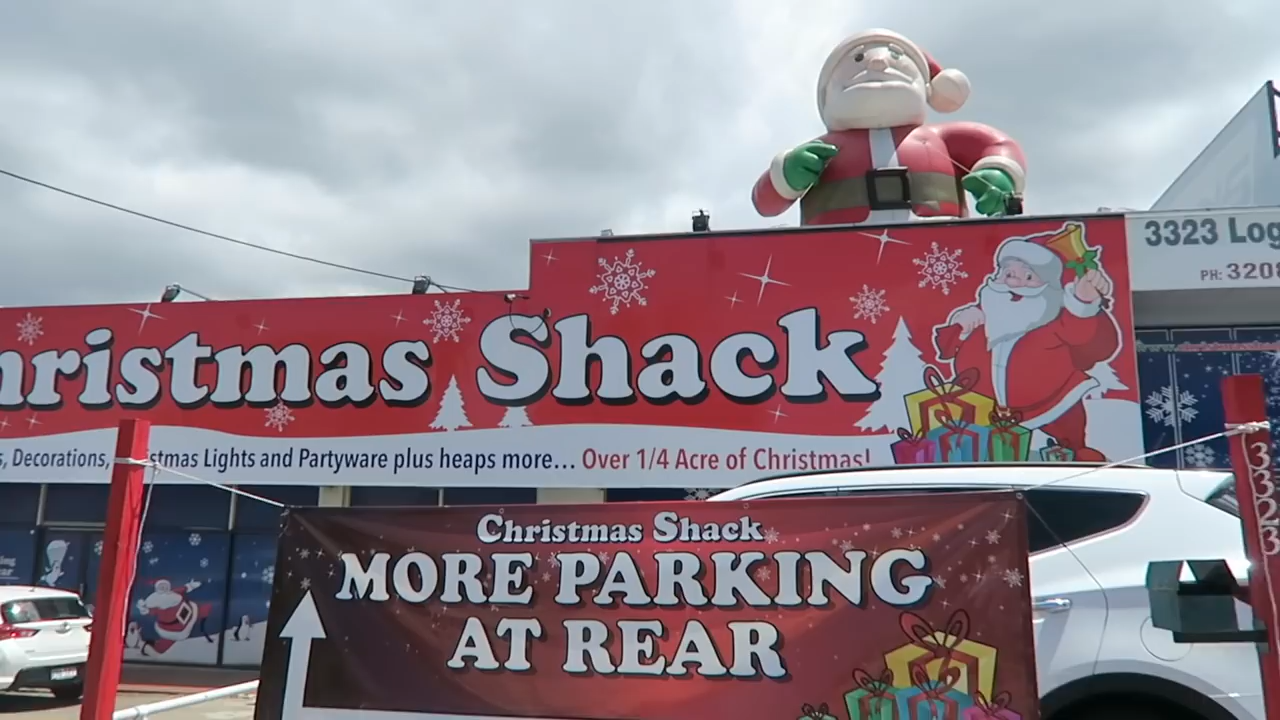 3323 Log
PH: 3208
hristmas Shack
s, Decorations, stmas Lights and Partyware plus heaps more... Over 1/4 Acre of Christmas!
Christmas Shack
MORE PARKING
AT REAR
3323